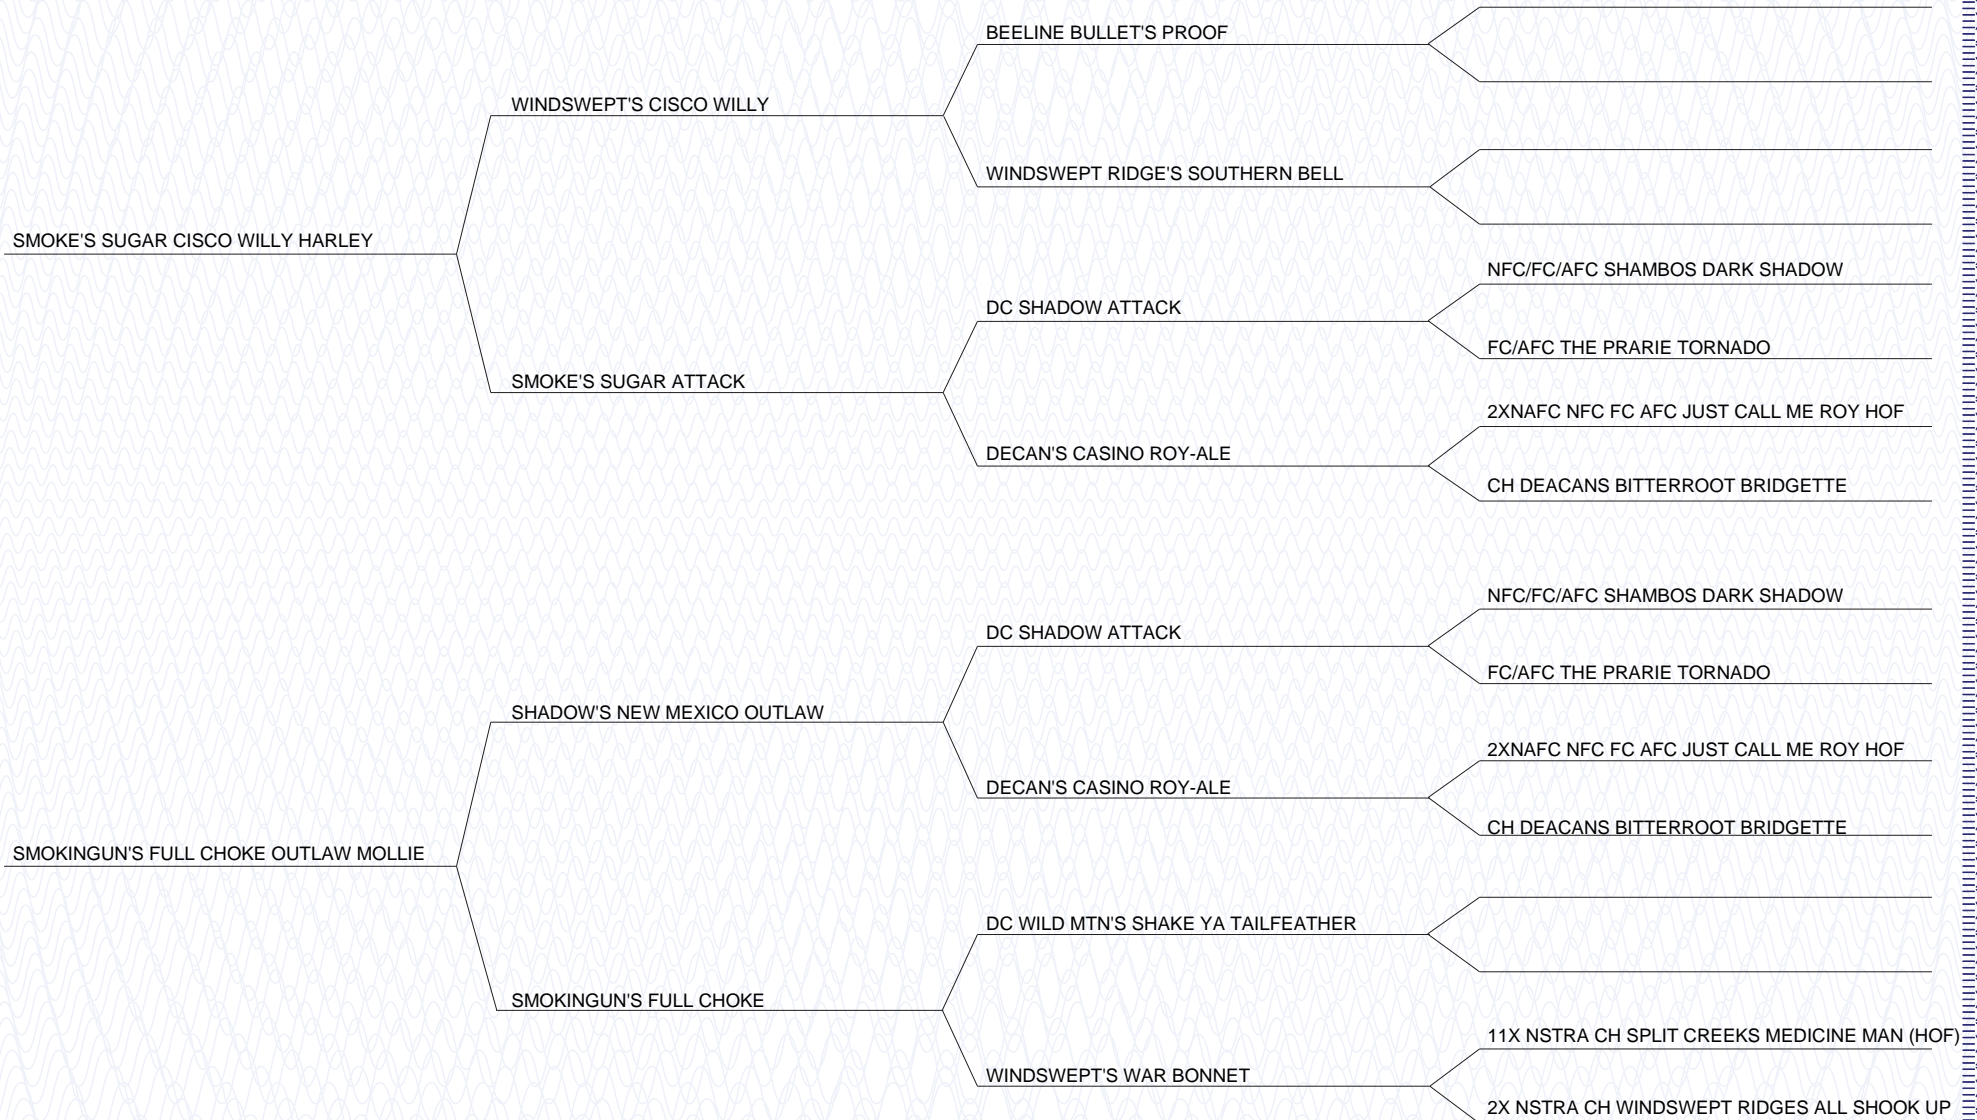 BEELINE BULLET'S PROOF
WINDSWEPT'S CISCO WILLY
WINDSWEPT RIDGE'S SOUTHERN BELL
SMOKE'S SUGAR CISCO WILLY HARLEY
NFC/FC/AFC SHAMBOS DARK SHADOW
DC SHADOW ATTACK
FC/AFC THE PRARIE TORNADO
SMOKE'S SUGAR ATTACK
2XNAFC NFC FC AFC JUST CALL ME ROY HOF
DECAN'S CASINO ROY-ALE
CH DEACANS BITTERROOT BRIDGETTE
NFC/FC/AFC SHAMBOS DARK SHADOW
DC SHADOW ATTACK
FC/AFC THE PRARIE TORNADO
SHADOW'S NEW MEXICO OUTLAW
2XNAFC NFC FC AFC JUST CALL ME ROY HOF
DECAN'S CASINO ROY-ALE
CH DEACANS BITTERROOT BRIDGETTE
SMOKINGUN'S FULL CHOKE OUTLAW MOLLIE
DC WILD MTN'S SHAKE YA TAILFEATHER
SMOKINGUN'S FULL CHOKE
11X NSTRA CH SPLIT CREEKS MEDICINE MAN (HOF)
WINDSWEPT'S WAR BONNET
2X NSTRA CH WINDSWEPT RIDGES ALL SHOOK UP